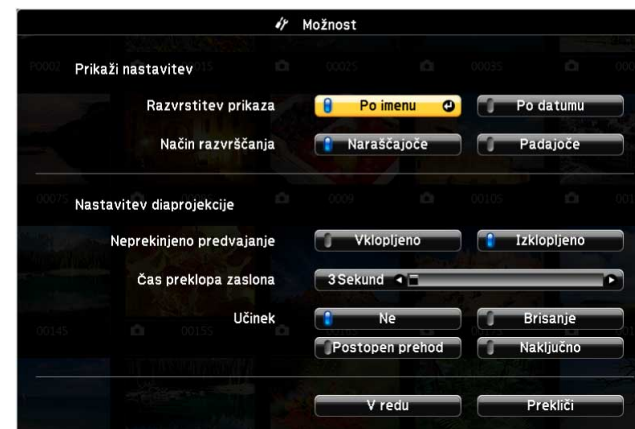 Možnost
Prikaži nastavitev
Razvrstitev prikaza Po imenu Po datumu
Način razvrščanja Naraščajoče Padajoče
Nastavitev diaprojekcije
Neprekinjeno predvajanje Vklopljeno Izklopljeno
Čas preklopa zaslona 3 Sekund
Učinek Ne Brisanje
Postopen prehod Naključno
V redu Prekliči